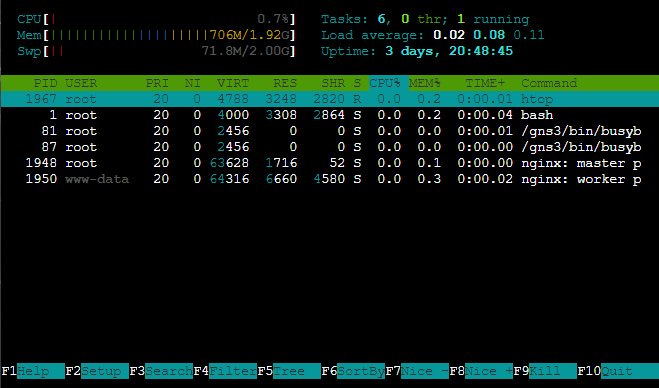 CPU[| 0.7%] Tasks: 6, 0 thr; 1 running
Mem[||||||||||||||||||||706M/1.92G] Load average: 0.02 0.08 0.11
Swp[|| 71.8M/2.00G] Uptime: 3 days, 20:48:45
PID USER PRI NI VIRT RES SHR S CPU% MEM% TIME+ Command
1967 root 20 0 4788 3248 2820 R 0.0 0.2 0:00.01 htop
1 root 20 0 4000 3308 2864 S 0.0 0.2 0:00.04 bash
81 root 20 0 2456 0 0 S 0.0 0.0 0:00.01 /gns3/bin/busyb
87 root 20 0 2456 0 0 S 0.0 0.0 0:00.00 /gns3/bin/busyb
1948 root 20 0 63628 1716 52 S 0.0 0.1 0:00.00 nginx: master p
1950 www-data 20 0 64316 6660 4580 S 0.0 0.3 0:00.02 nginx: worker p
F1Help F2Setup F3SearchF4FilterF5Tree F6SortByF7Nice -F8Nice +F9Kill F10Quit